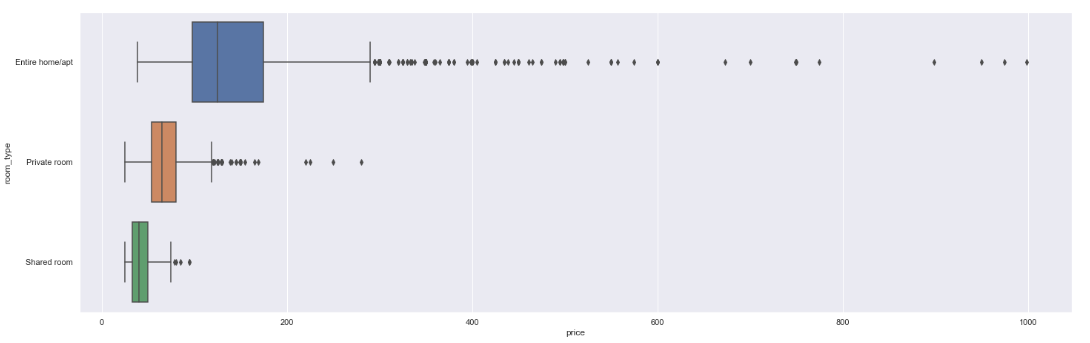 Entire home/apt
Private room
Shared room
room_type
0 200 400 600 800 1000
price